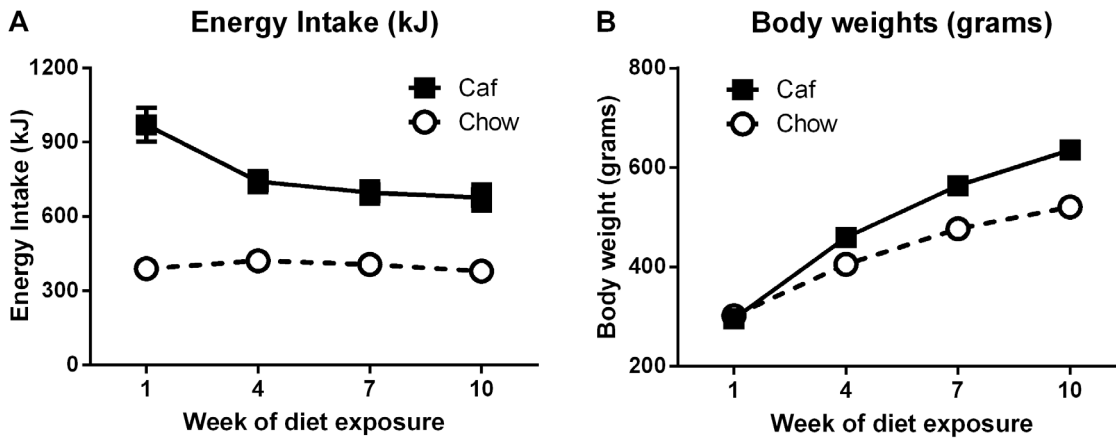 A
Energy Intake (kJ)
1200
900
600
300
0
Energy Intake (kJ)
Caf
Chow
1
4
7
10
Week of diet exposure
B
Body weights (grams)
800
600
400
200
Body weight (grams)
Caf
Chow
1
4
7
10
Week of diet exposure